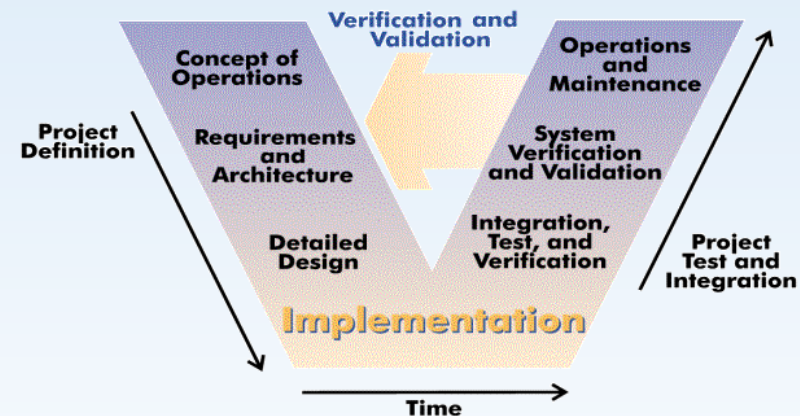 Verification and
Validation
Concept of
Operations
Operations
and
Maintenance
Project
Definition
Requirements
and
Architecture
System
Verification
and Validation
Detailed
Design
Integration,
Test, and
Verification
Project
Test and
Integration
Implementation
Time